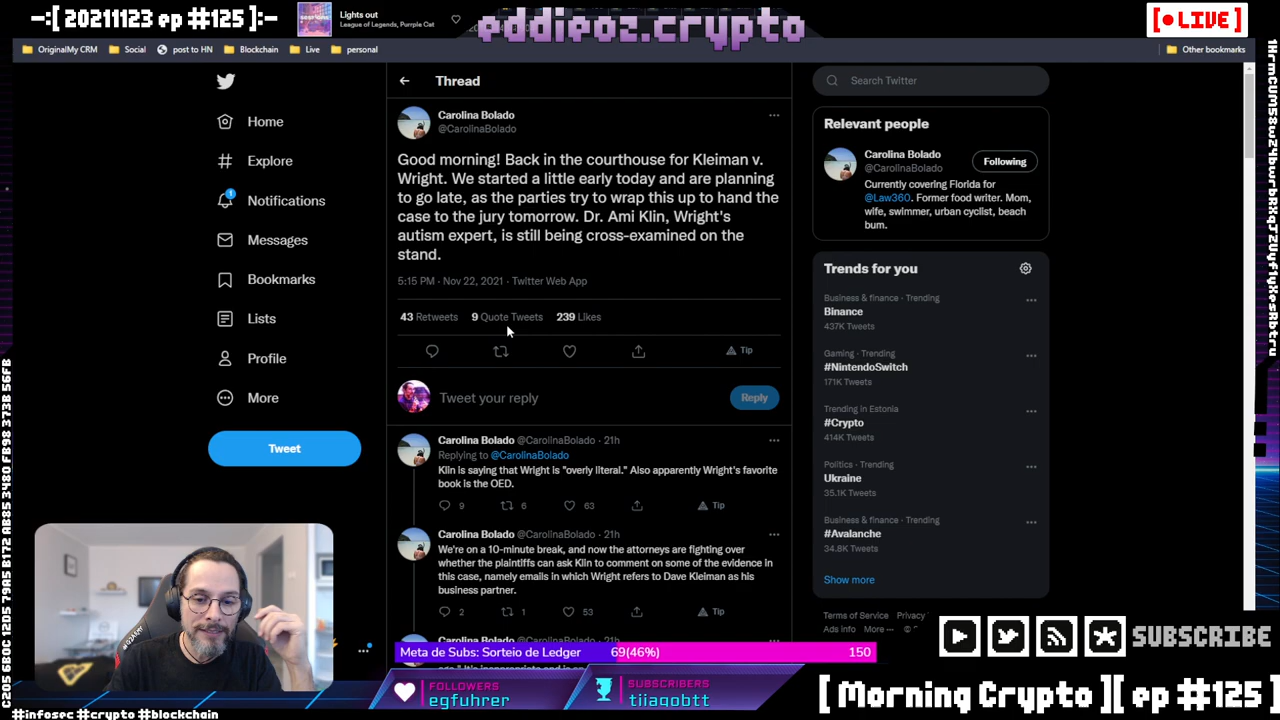 -:[ 20211123 ep #125 ]:-
Lights out
League of Legends, Purrple Cat
eddieoz.crypto
[● LIVE]
OriginalMy CRM
Social
post to HN
Blockchain
Live
personal
Other bookmarks
Home
Explore
1
Notifications
Messages
Bookmarks
Lists
Profile
More
Tweet
Thread
Carolina Bolado
@CarolinaBolado
Good morning! Back in the courthouse for Kleiman v.
Wright. We started a little early today and are planning
to go late, as the parties try to wrap this up to hand the
case to the jury tomorrow. Dr. Ami Klin, Wright's
autism expert, is still being cross-examined on the
stand.
5:15 PM · Nov 22, 2021 · Twitter Web App
43 Retweets 9 Quote Tweets 239 Likes
Tip
Tweet your reply
Reply
Carolina Bolado @CarolinaBolado · 21h
Replying to @CarolinaBolado
Klin is saying that Wright is "overly literal." Also apparently Wright's favorite
book is the OED.
9 6 63 Tip
Carolina Bolado @CarolinaBolado · 21h
We're on a 10-minute break, and now the attorneys are fighting over
whether the plaintiffs can ask Klin to comment on some of the evidence in
this case, namely emails in which Wright refers to Dave Kleiman as his
business partner.
2 1 53 Tip
Carolina Bolado @CarolinaBolado · 21h
Search Twitter
Relevant people
Carolina Bolado
@CarolinaBolado
Following
Currently covering Florida for
@Law360. Former food writer. Mom,
wife, swimmer, urban cyclist, beach
bum.
Trends for you
Business & finance · Trending
Binance
437K Tweets
Gaming · Trending
#NintendoSwitch
171K Tweets
Trending in Estonia
#Crypto
414K Tweets
Politics · Trending
Ukraine
35.1K Tweets
Business & finance · Trending
#Avalanche
34.8K Tweets
Show more
Terms of Service Privacy
Ads info More ···
Meta de Subs: Sorteio de Ledger 69(46%) 150
FOLLOWERS
egfuhrer
SUBSCRIBERS
tiiagobtt
SUBSCRIBE
[ Morning Crypto ][ ep #125 ]
#infosec #crypto #blockchain